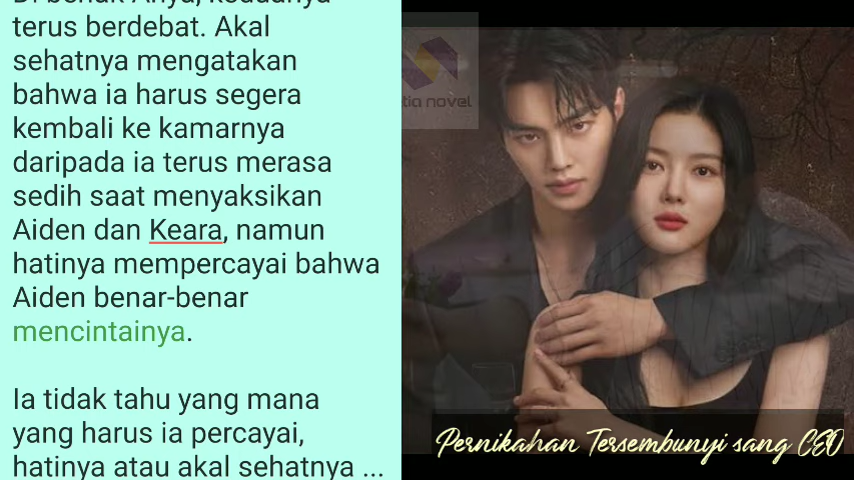 terus berdebat. Akal
sehatnya mengatakan
bahwa ia harus segera
kembali ke kamarnya
daripada ia terus merasa
sedih saat menyaksikan
Aiden dan Keara, namun
hatinya mempercayai bahwa
Aiden benar-benar
mencintainya.
Ia tidak tahu yang mana
yang harus ia percayai,
hatinya atau akal sehatnya ...
tia novel
Pernikahan Tersembunyi sang CEO